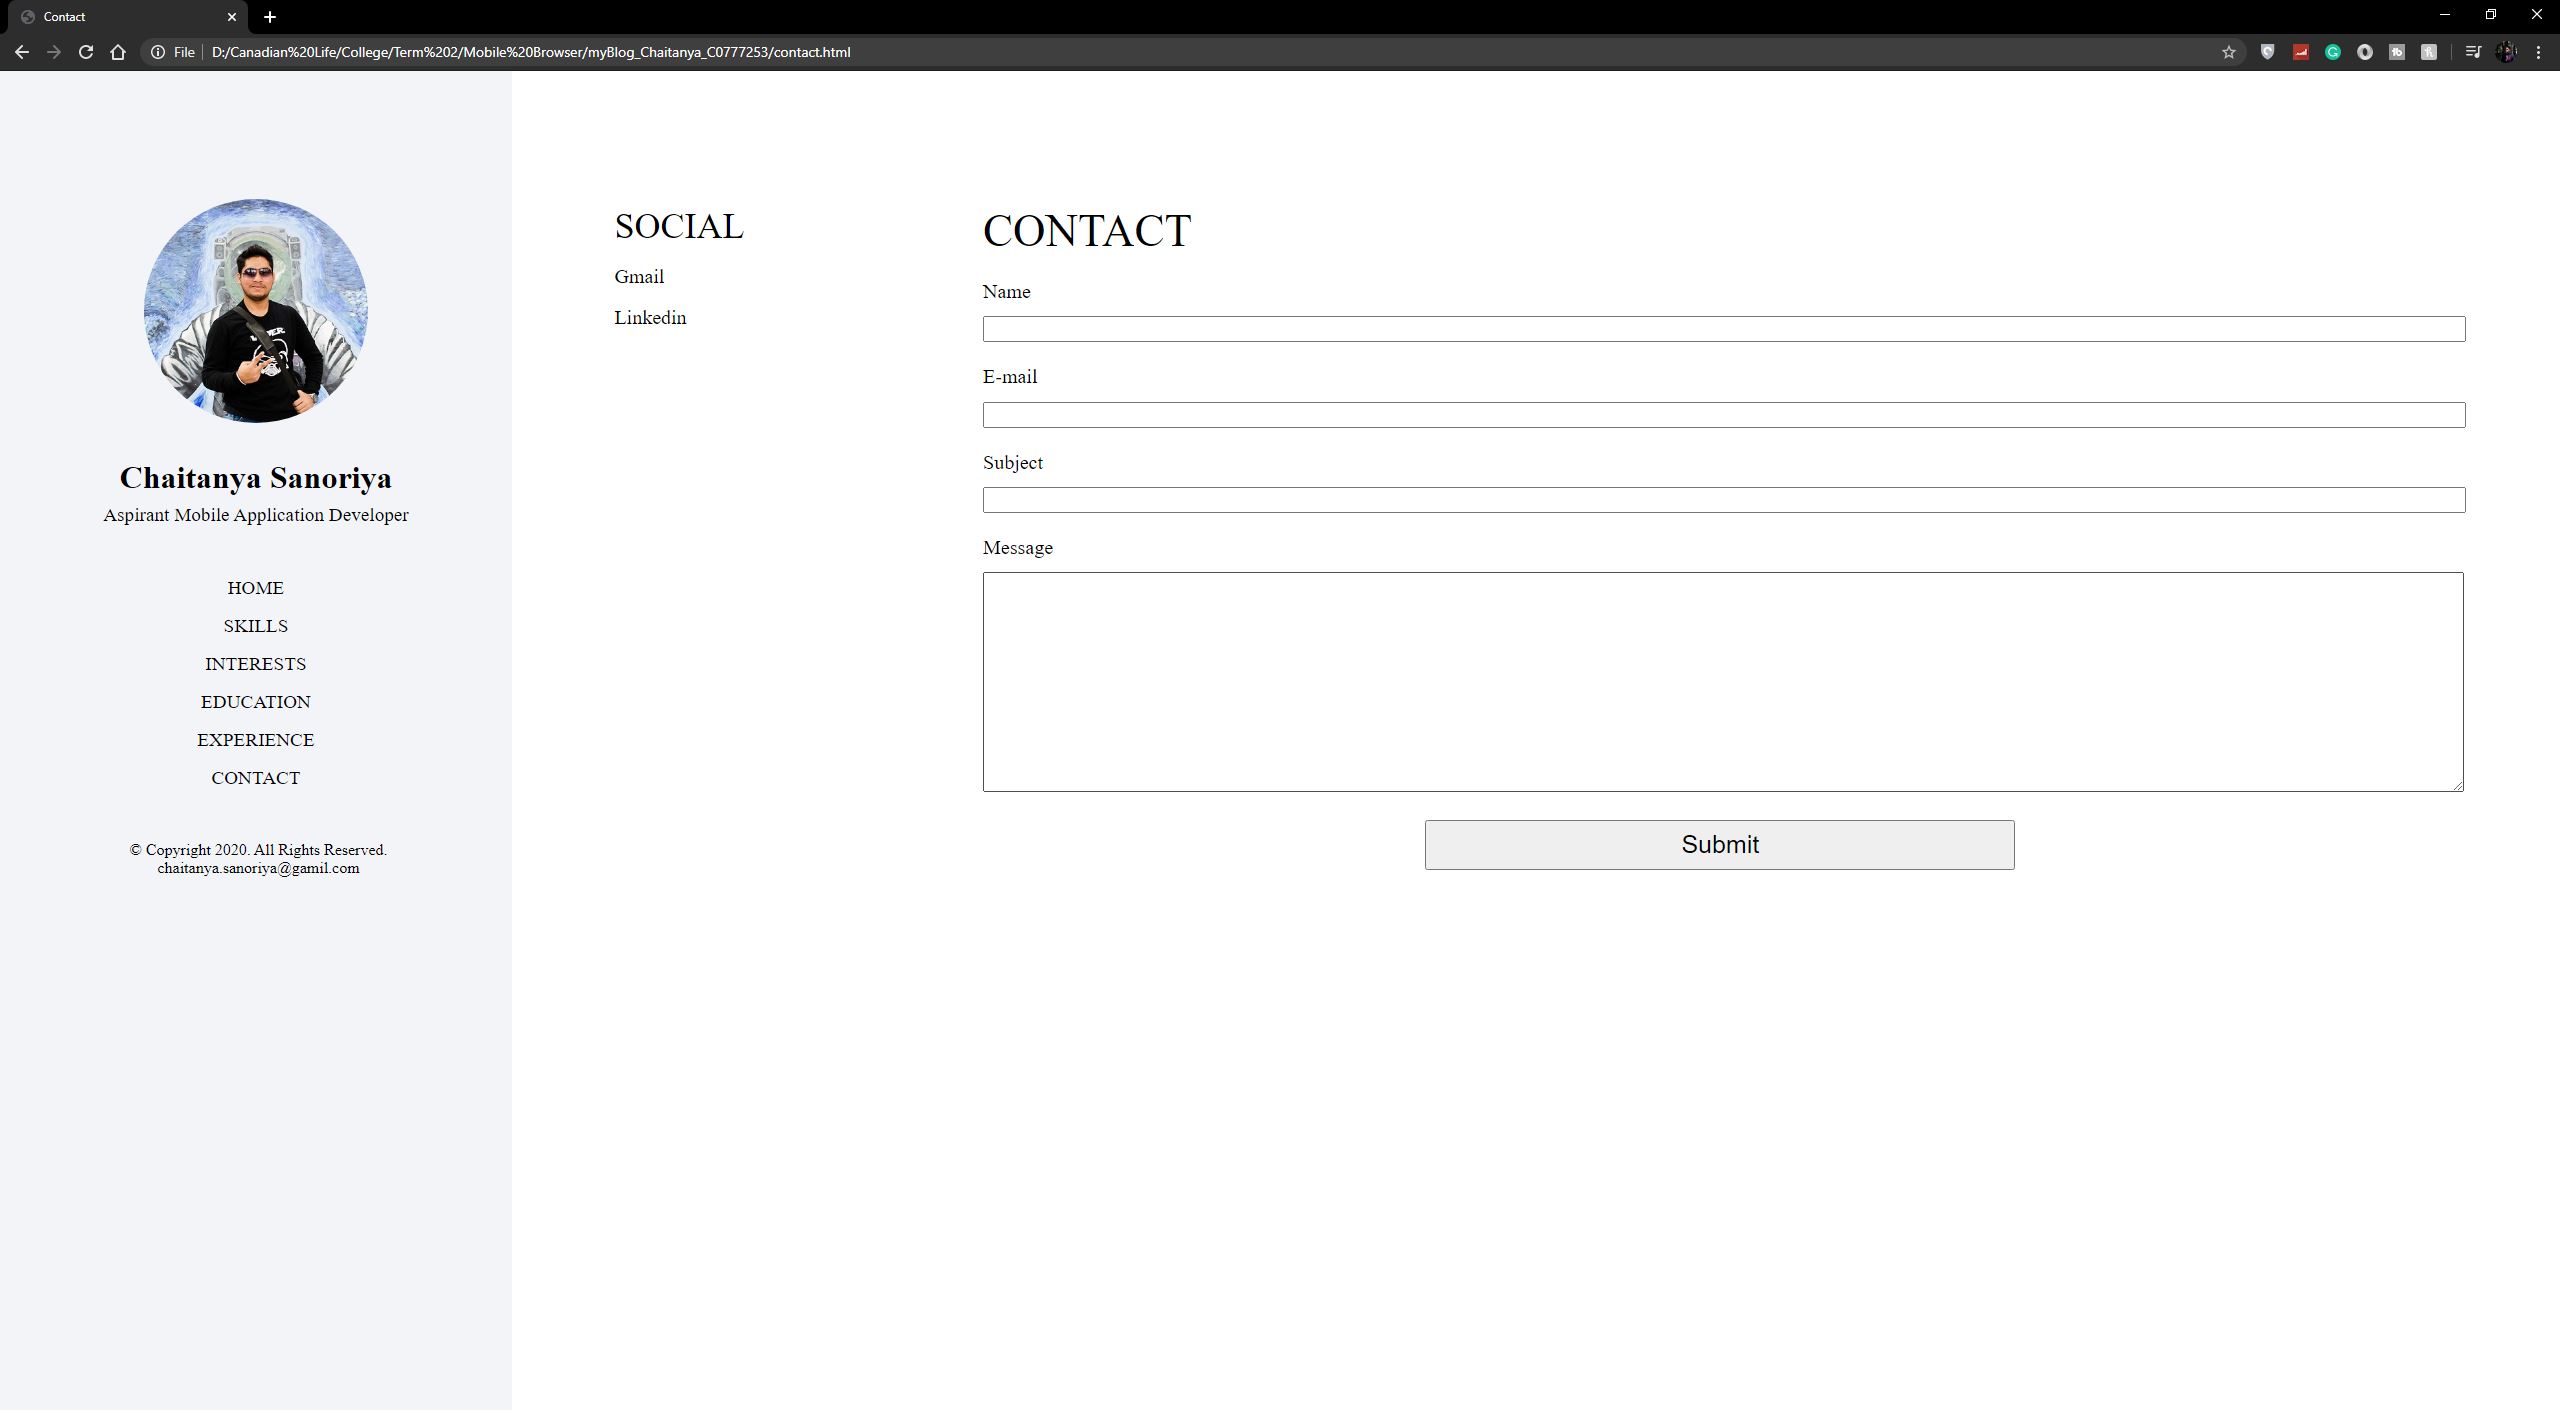 Contact
File D:/Canadian%20Life/College/Term%202/Mobile%20Browser/myBlog_Chaitanya_C0777253/contact.html
Chaitanya Sanoriya
Aspirant Mobile Application Developer
HOME
SKILLS
INTERESTS
EDUCATION
EXPERIENCE
CONTACT
© Copyright 2020. All Rights Reserved.
chaitanya.sanoriya@gamil.com
SOCIAL
Gmail
Linkedin
CONTACT
Name
E-mail
Subject
Message
Submit